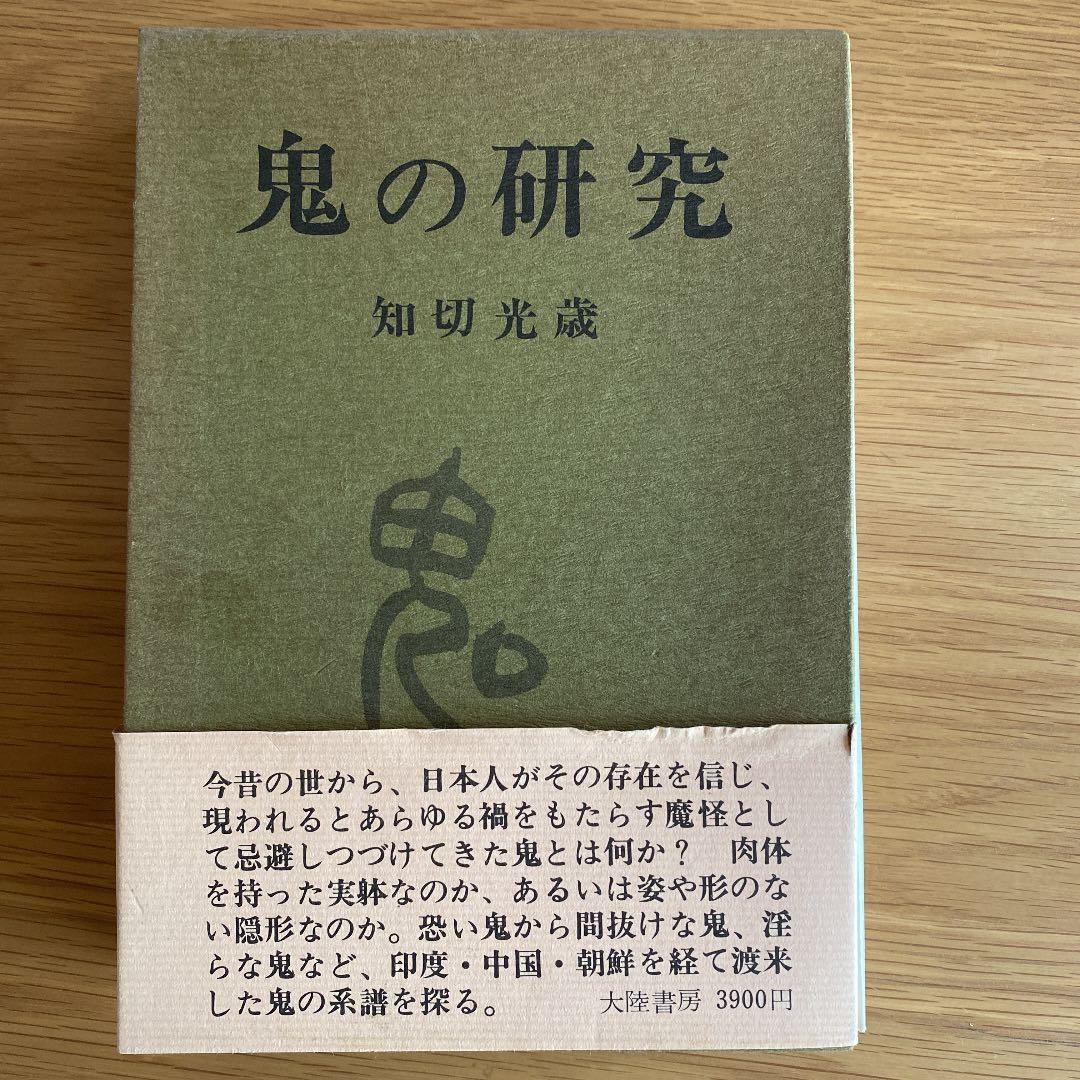 鬼の研究
知切光歳
鬼
今昔の世から、日本人がその存在を信じ、
現われるとあらゆる禍をもたらす魔怪とし
て忌避しつづけてきた鬼とは何か？　肉体
を持った実躰なのか、あるいは姿や形のな
い隠形なのか。恐い鬼から間抜けな鬼、淫
らな鬼など、印度・中国・朝鮮を経て渡来
した鬼の系譜を探る。　大陸書房 3900円